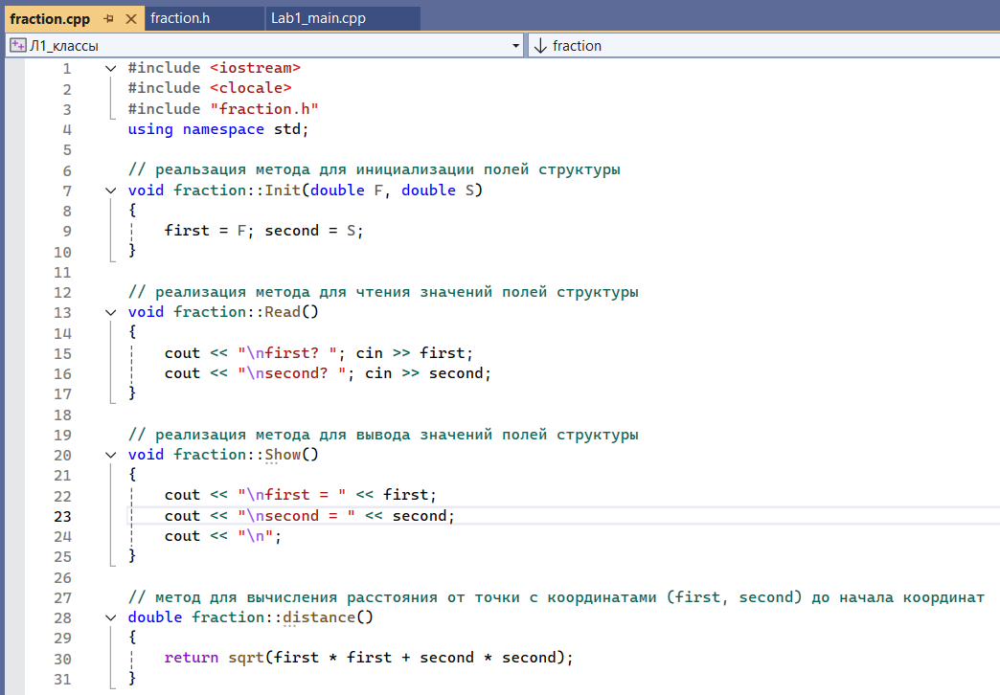 fraction.cpp fraction.h Lab1_main.cpp
Л1_классы fraction
1 #include <iostream>
2 #include <clocale>
3 #include "fraction.h"
4 using namespace std;
5
6 // реальзация метода для инициализации полей структуры
7 void fraction::Init(double F, double S)
8 {
9 first = F; second = S;
10 }
11
12 // реализация метода для чтения значений полей структуры
13 void fraction::Read()
14 {
15 cout << "\nfirst? "; cin >> first;
16 cout << "\nsecond? "; cin >> second;
17 }
18
19 // реализация метода для вывода значений полей структуры
20 void fraction::Show()
21 {
22 cout << "\nfirst = " << first;
23 cout << "\nsecond = " << second;
24 cout << "\n";
25 }
26
27 // метод для вычисления расстояния от точки с координатами (first, second) до начала координат
28 double fraction::distance()
29 {
30 return sqrt(first * first + second * second);
31 }